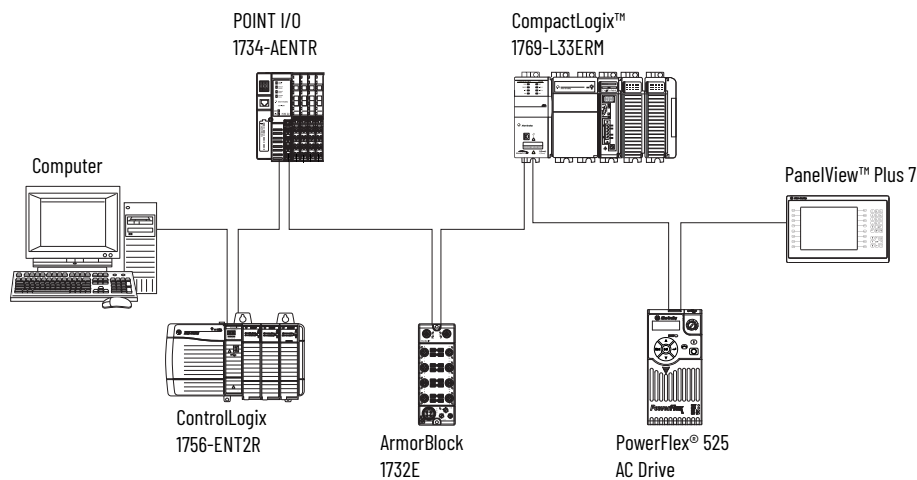 POINT I/O
1734-AENTR
CompactLogix™
1769-L33ERM
Computer
PanelView™ Plus 7
ControlLogix
1756-ENT2R
ArmorBlock
1732E
PowerFlex
PowerFlex® 525
AC Drive